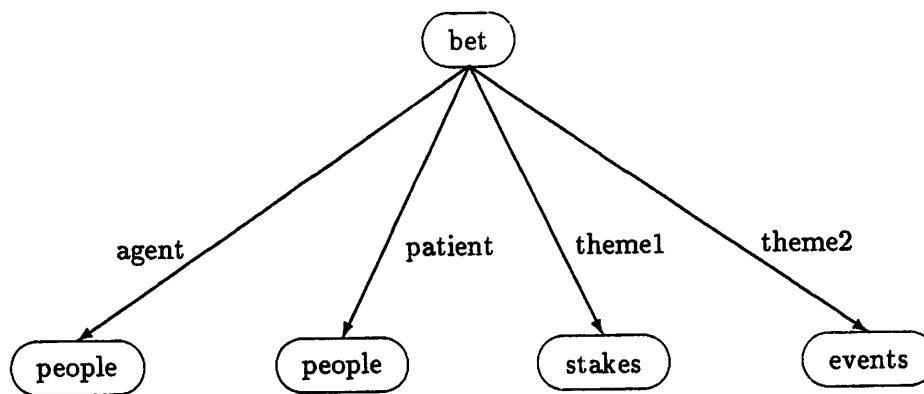 bet
agent
patient
theme1
theme2
people
people
stakes
events